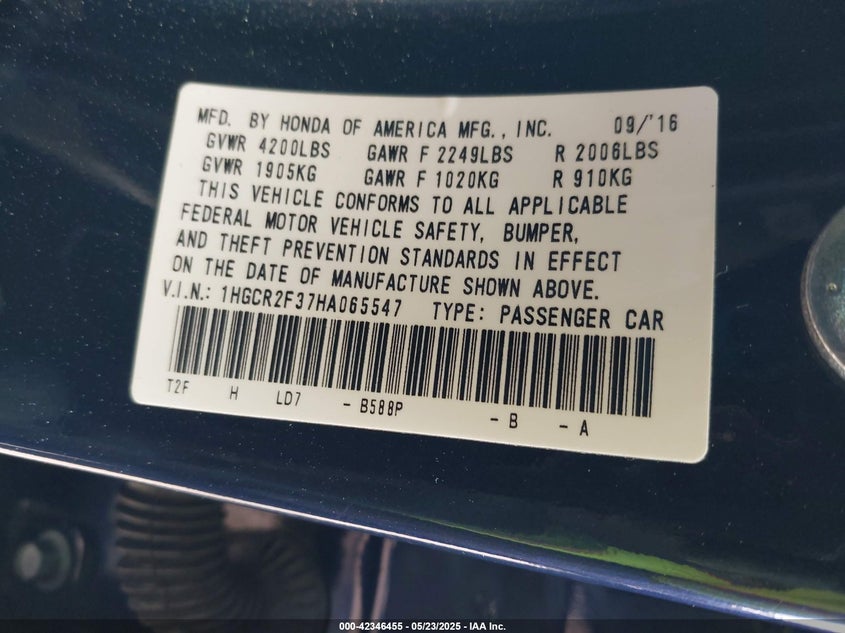 MFD. BY HONDA OF AMERICA MFG., INC. 09/'16
GVWR 4200LBS GAWR F 2249LBS R 2006LBS
GVWR 1905KG GAWR F 1020KG R 910KG
THIS VEHICLE CONFORMS TO ALL APPLICABLE
FEDERAL MOTOR VEHICLE SAFETY, BUMPER,
AND THEFT PREVENTION STANDARDS IN EFFECT
ON THE DATE OF MANUFACTURE SHOWN ABOVE.
V.I.N.: 1HGCR2F37HA065547 TYPE: PASSENGER CAR
T2F H LD7 - B588P - B - A
000-42346455 - 05/23/2025 - IAA Inc.